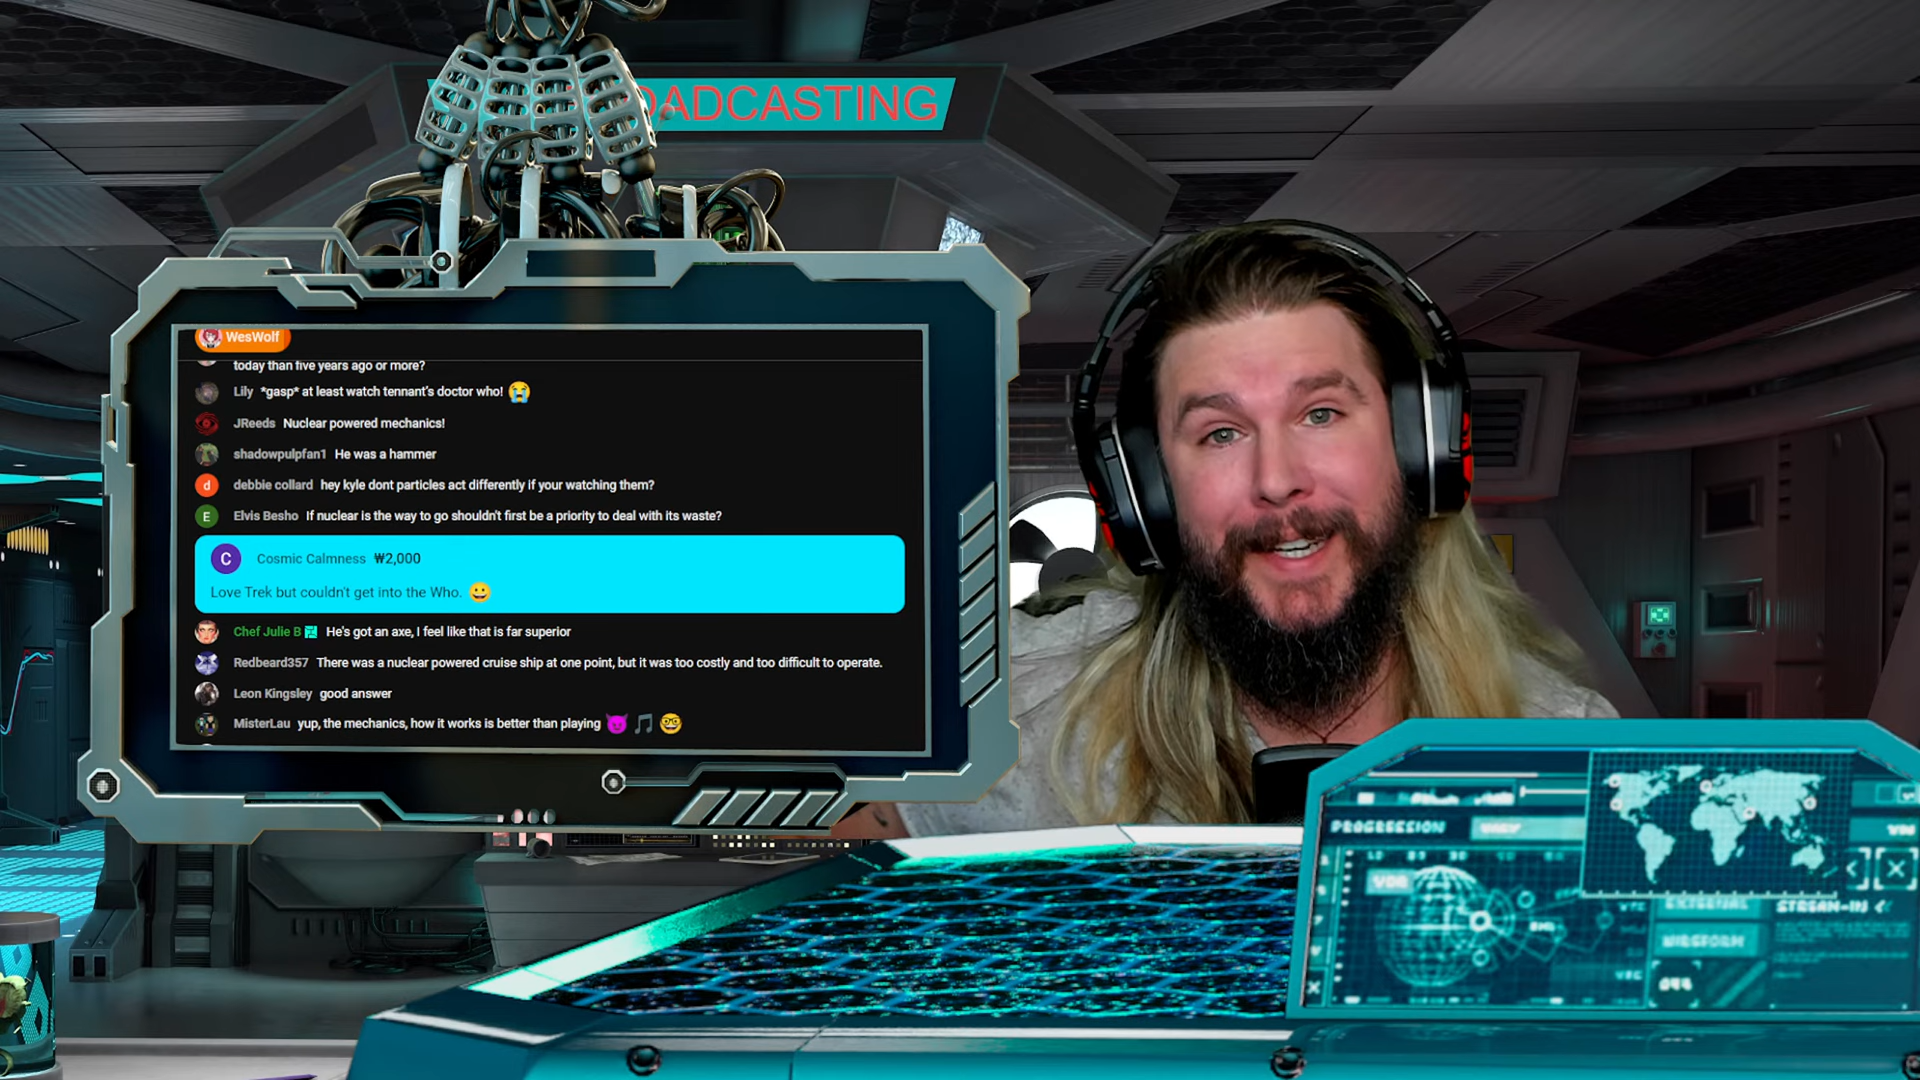 OADCASTING
WesWolf
today than five years ago or more?
Lily *gasp* at least watch tennant's doctor who! 😭
JReeds Nuclear powered mechanics!
shadowpulpfan1 He was a hammer
d debbie collard hey kyle dont particles act differently if your watching them?
E Elvis Besho If nuclear is the way to go shouldn't first be a priority to deal with its waste?
C Cosmic Calmness ₩2,000
Love Trek but couldn't get into the Who. 😀
Chef Julie B He's got an axe, I feel like that is far superior
Redbeard357 There was a nuclear powered cruise ship at one point, but it was too costly and too difficult to operate.
Leon Kingsley good answer
MisterLau yup, the mechanics, how it works is better than playing 😈 🎵 🤓
PROGRESSION
STREAM-IN